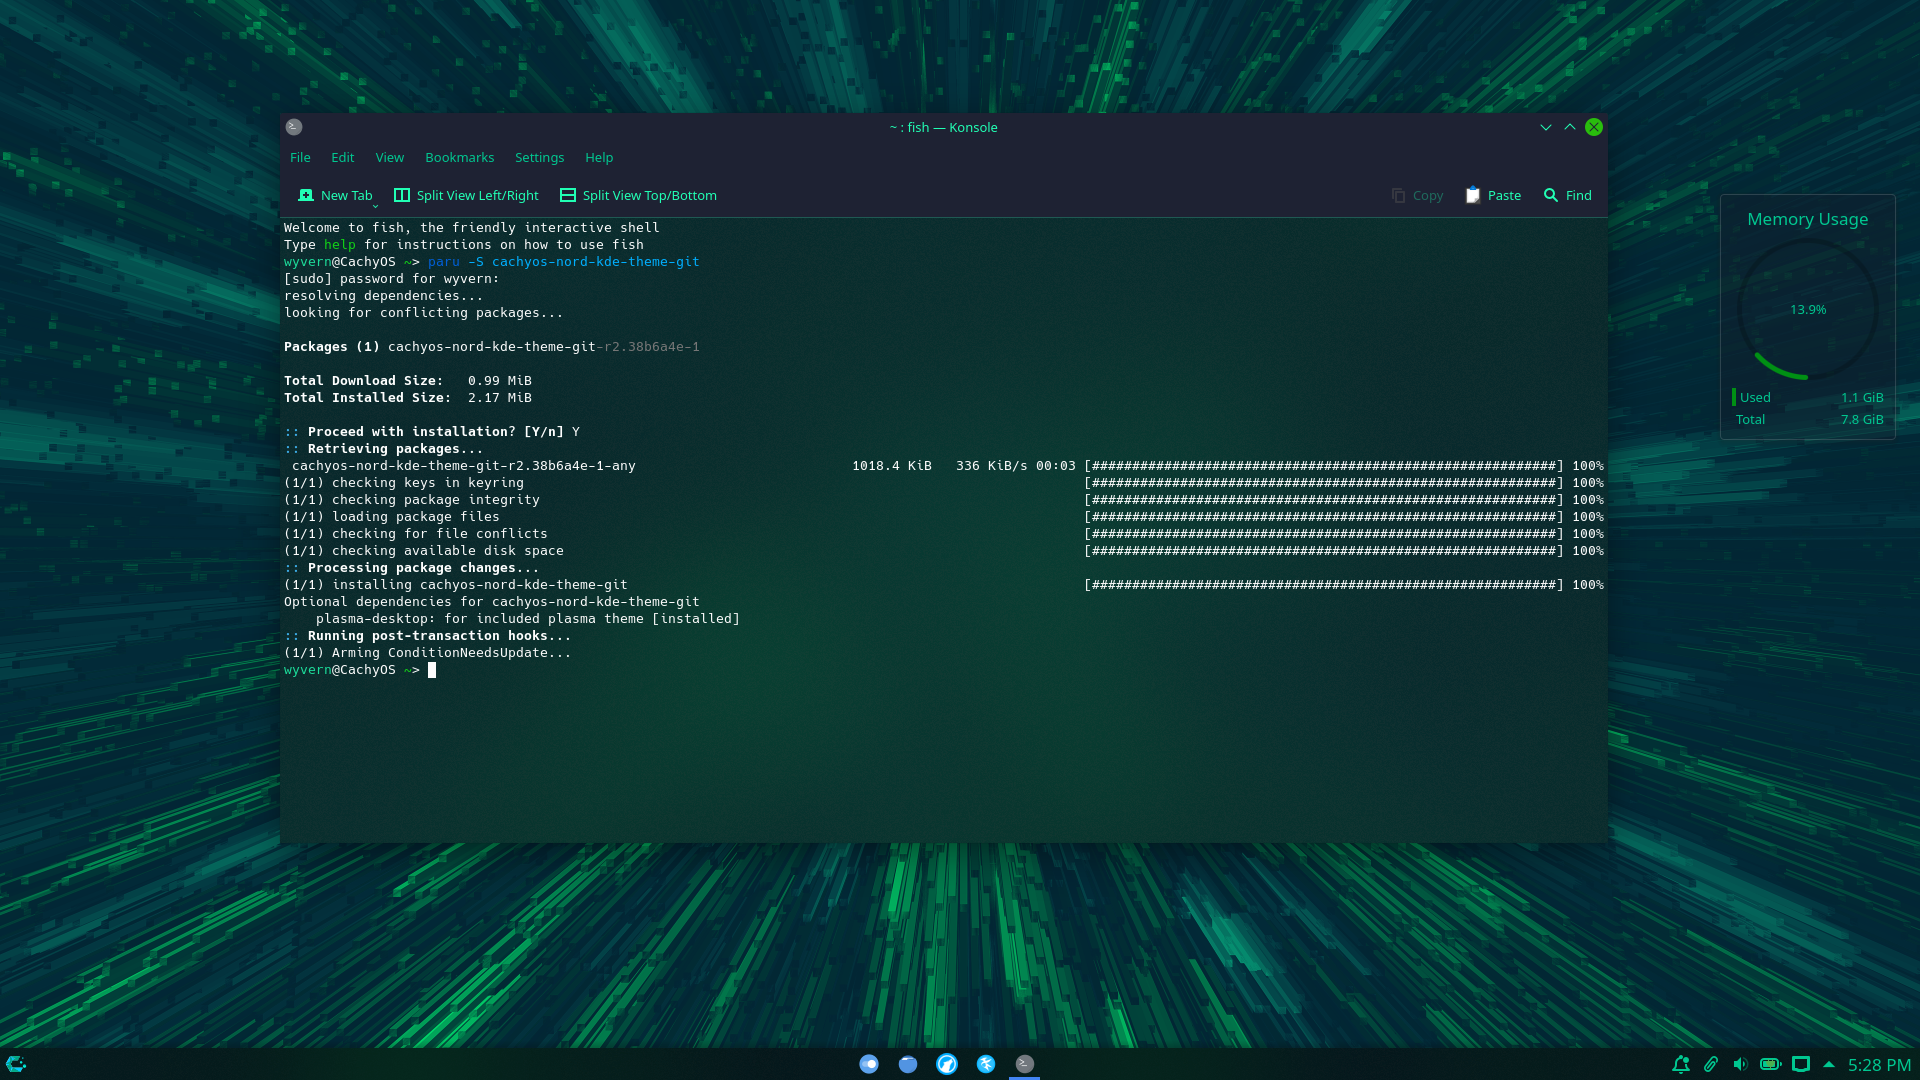 ~ : fish — Konsole
File Edit View Bookmarks Settings Help
New Tab Split View Left/Right Split View Top/Bottom Copy Paste Find
Welcome to fish, the friendly interactive shell
Type help for instructions on how to use fish
wyvern@CachyOS ~> paru -S cachyos-nord-kde-theme-git
[sudo] password for wyvern:
resolving dependencies...
looking for conflicting packages...
Packages (1) cachyos-nord-kde-theme-git-r2.38b6a4e-1
Total Download Size:   0.99 MiB
Total Installed Size:  2.17 MiB
:: Proceed with installation? [Y/n] Y
:: Retrieving packages...
cachyos-nord-kde-theme-git-r2.38b6a4e-1-any 1018.4 KiB 336 KiB/s 00:03 [##########################################################] 100%
(1/1) checking keys in keyring [##########################################################] 100%
(1/1) checking package integrity [##########################################################] 100%
(1/1) loading package files [##########################################################] 100%
(1/1) checking for file conflicts [##########################################################] 100%
(1/1) checking available disk space [##########################################################] 100%
:: Processing package changes...
(1/1) installing cachyos-nord-kde-theme-git [##########################################################] 100%
Optional dependencies for cachyos-nord-kde-theme-git
plasma-desktop: for included plasma theme [installed]
:: Running post-transaction hooks...
(1/1) Arming ConditionNeedsUpdate...
wyvern@CachyOS ~>
Memory Usage
13.9%
Used 1.1 GiB
Total 7.8 GiB
5:28 PM